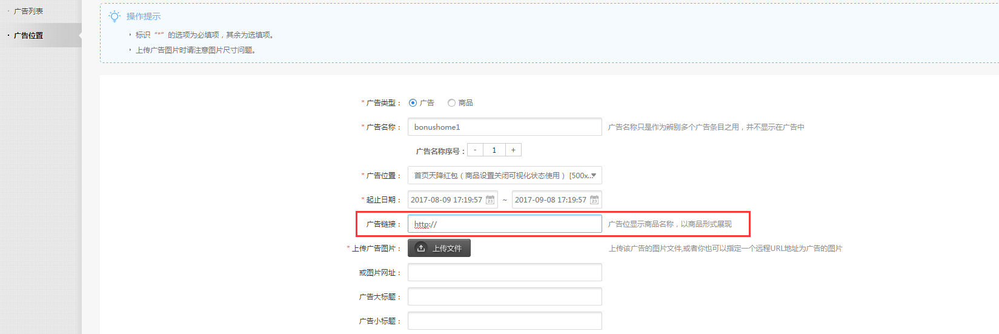 广告列表
广告位置
操作提示
标识“*”的选项为必填项，其余为选填项。
上传广告图片时请注意图片尺寸问题。
*广告类型： 广告 商品
*广告名称： bonushome1 广告名称只是作为辨别多个广告条目之用，并不显示在广告中
广告名称序号： - 1 +
*广告位置： 首页天降红包（商品设置关闭可视化状态使用）[500x...
*起止日期： 2017-08-09 17:19:57 ~ 2017-09-08 17:19:57
广告链接： http:// 广告位显示商品名称，以商品形式展现
*上传广告图片： 上传文件 上传该广告的图片文件,或者你也可以指定一个远程URL地址为广告的图片
或图片网址：
广告大标题：
广告小标题：